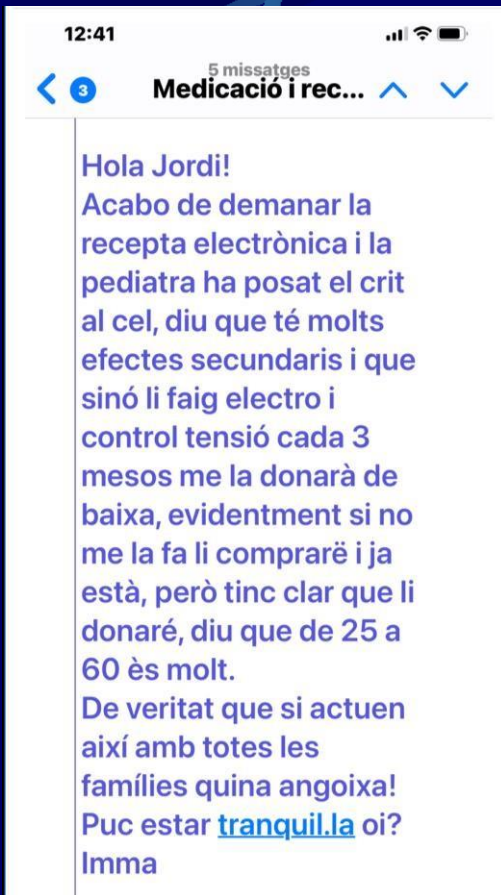 12:41
5 missatges
3
Medicació i rec...
Hola Jordi!
Acabo de demanar la
recepta electrònica i la
pediatra ha posat el crit
al cel, diu que té molts
efectes secundaris i que
sinó li faig electro i
control tensió cada 3
mesos me la donarà de
baixa, evidentment si no
me la fa li comprarë i ja
està, però tinc clar que li
donaré, diu que de 25 a
60 ès molt.
De veritat que si actuen
així amb totes les
famílies quina angoixa!
Puc estar tranquil.la oi?
Imma